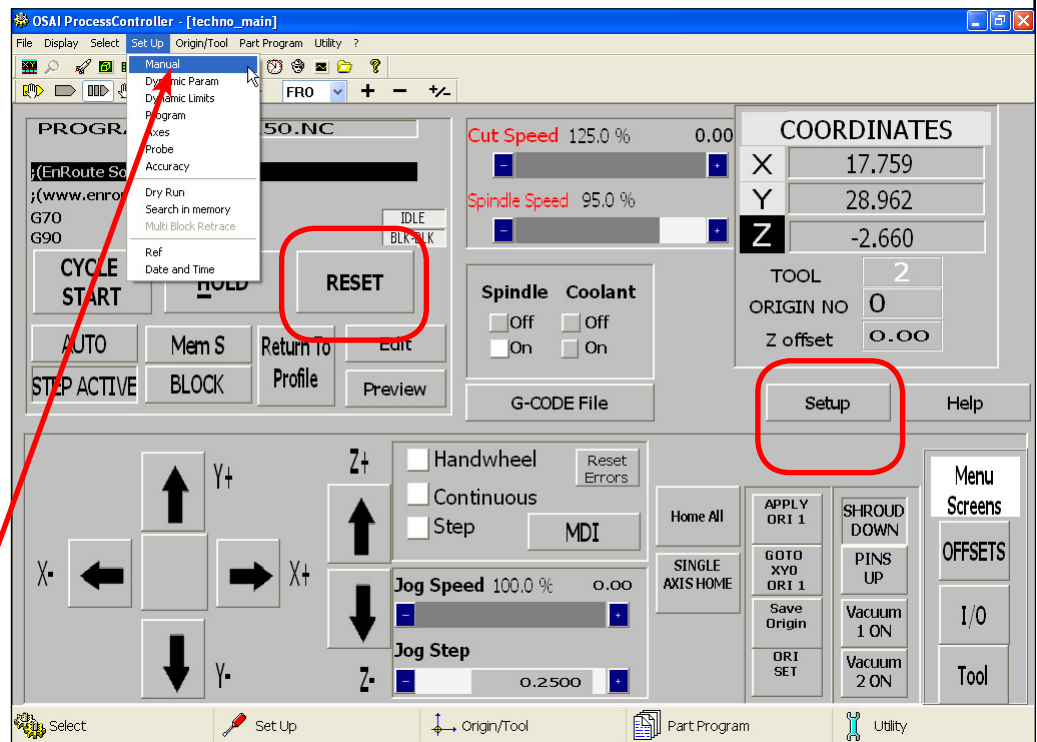 OSAI ProcessController - [techno_main]
File Display Select Set Up Origin/Tool Part Program Utility ?
Manual
Dynamic Param
Dynamic Limits
Program
Axes
Probe
Accuracy
Dry Run
Search in memory
Multi Block Retrace
Ref
Date and Time
FR0
+ - +/-
50.NC
;(EnRoute
G70
G90
IDLE
BLK-BLK
CYCLE
START
HOLD
RESET
AUTO
Mem S
Return To
Profile
Edit
STEP ACTIVE
BLOCK
Preview
Cut Speed 125.0 % 0.00
- +
Spindle Speed 95.0 %
- +
Spindle Coolant
Off Off
On On
G-CODE File
COORDINATES
X 17.759
Y 28.962
Z -2.660
TOOL 2
ORIGIN NO 0
Z offset 0.00
Setup
Help
Y+
X-
X+
Y-
Z+
Z-
Handwheel
Reset
Errors
Continuous
Step
MDI
Jog Speed 100.0 % 0.00
- +
Jog Step
- 0.2500 +
Home All
SINGLE
AXIS HOME
APPLY
ORI 1
GOTO
XY0
ORI 1
Save
Origin
ORI
SET
SHROUD
DOWN
PINS
UP
Vacuum
1 ON
Vacuum
2 ON
Menu
Screens
OFFSETS
I/O
Tool
Select Set Up Origin/Tool Part Program Utility